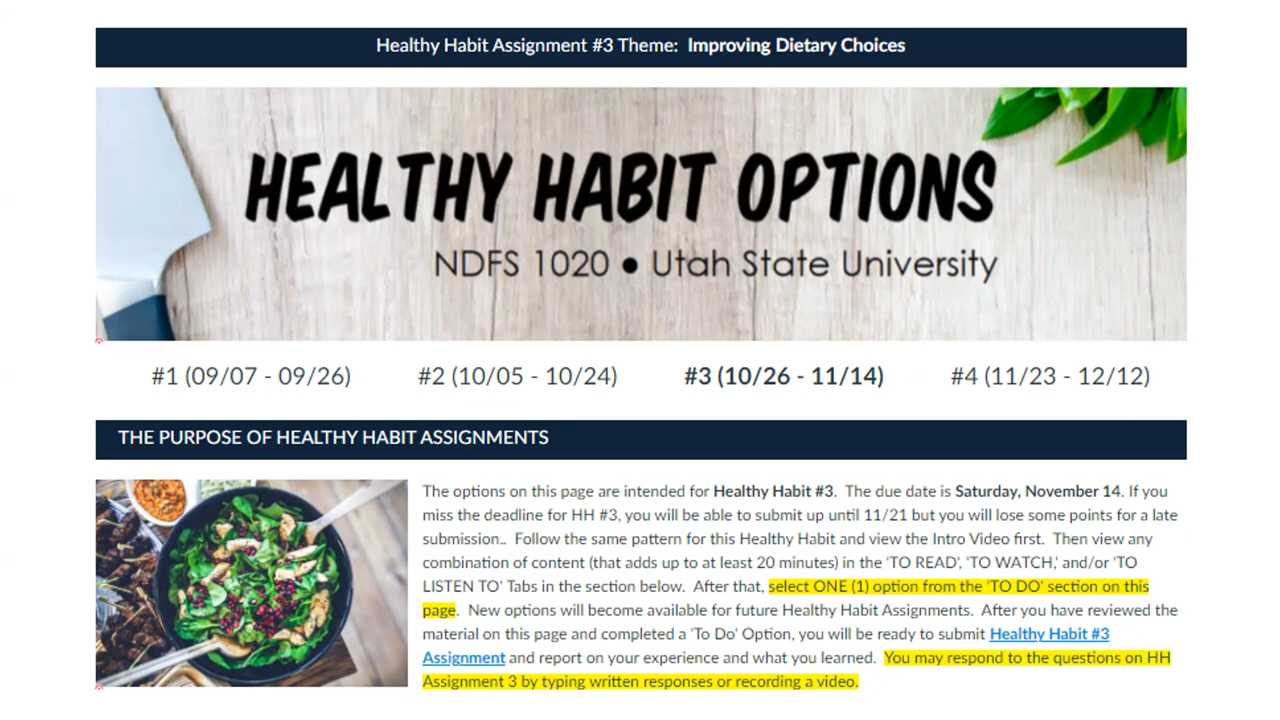 Healthy Habit Assignment #3 Theme: Improving Dietary Choices
HEALTHY HABIT OPTIONS
NDFS 1020 ● Utah State University
#1 (09/07 - 09/26) #2 (10/05 - 10/24) #3 (10/26 - 11/14) #4 (11/23 - 12/12)
THE PURPOSE OF HEALTHY HABIT ASSIGNMENTS
The options on this page are intended for Healthy Habit #3. The due date is Saturday, November 14. If you
miss the deadline for HH #3, you will be able to submit up until 11/21 but you will lose some points for a late
submission.. Follow the same pattern for this Healthy Habit and view the Intro Video first. Then view any
combination of content (that adds up to at least 20 minutes) in the 'TO READ', 'TO WATCH,' and/or 'TO
LISTEN TO' Tabs in the section below. After that, select ONE (1) option from the 'TO DO' section on this
page. New options will become available for future Healthy Habit Assignments. After you have reviewed the
material on this page and completed a 'To Do' Option, you will be ready to submit Healthy Habit #3
Assignment and report on your experience and what you learned. You may respond to the questions on HH
Assignment 3 by typing written responses or recording a video.